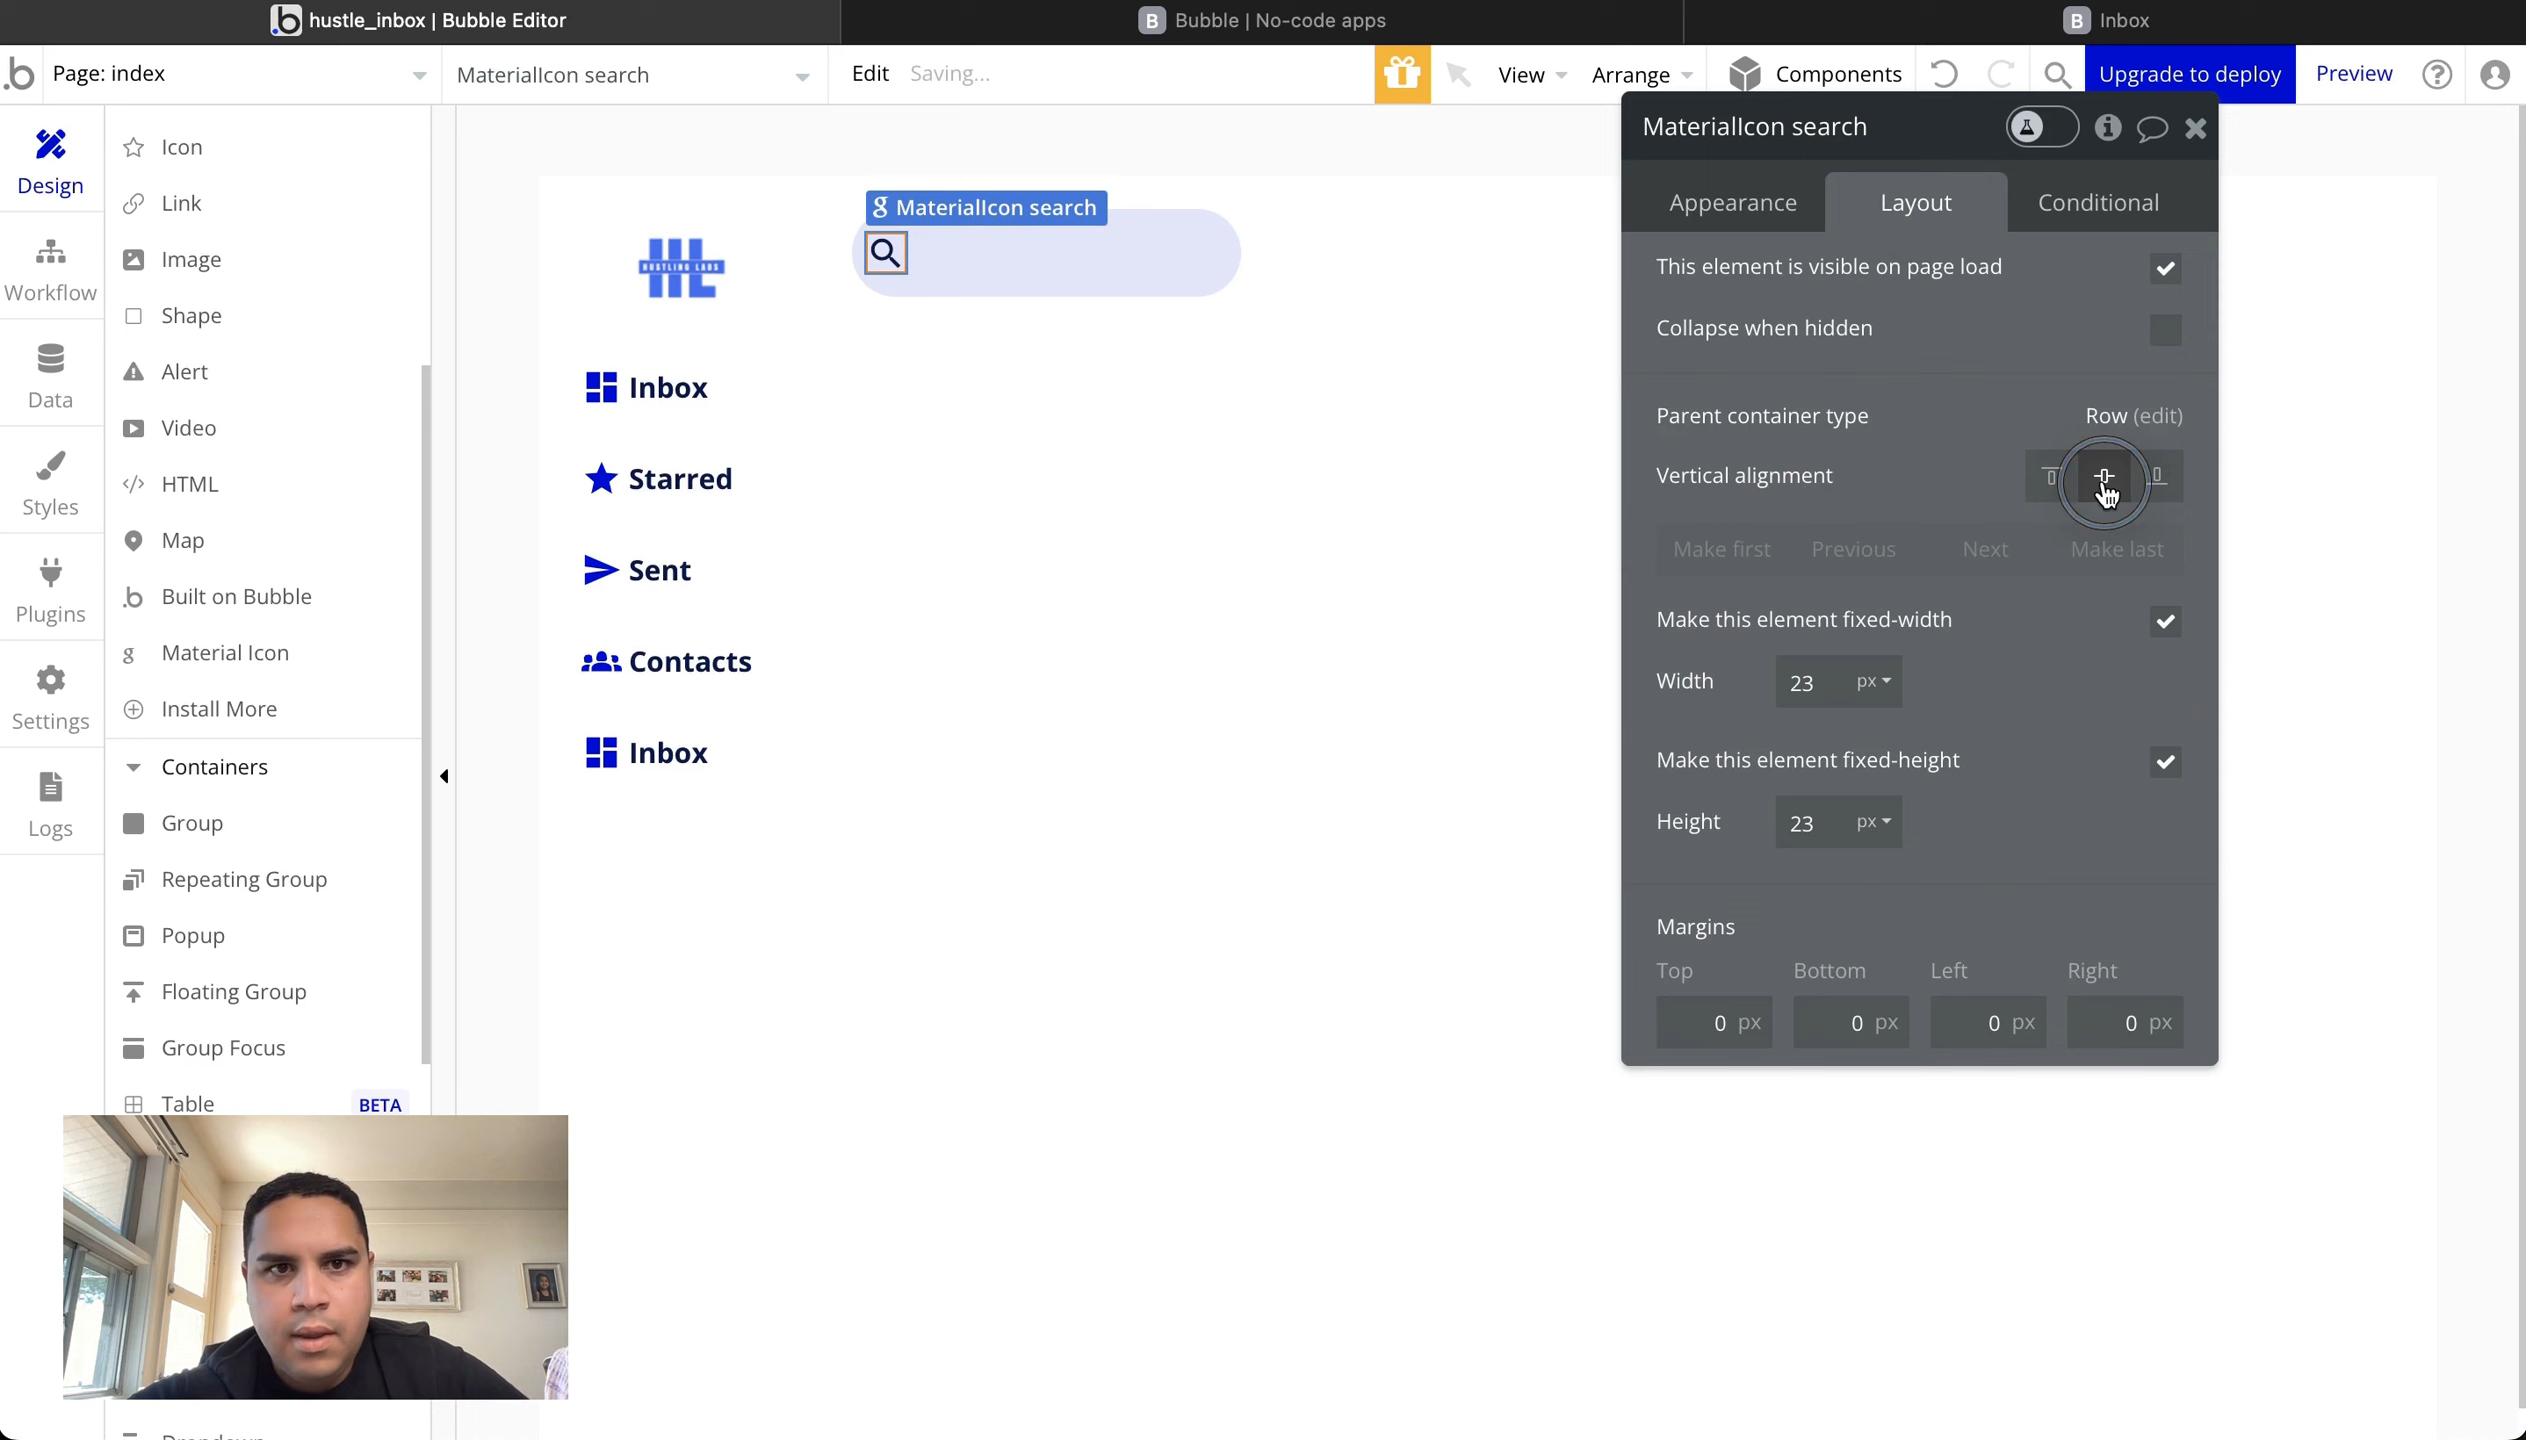 hustle_inbox | Bubble Editor
B Bubble | No-code apps
B Inbox
b Page: index
MaterialIcon search
Edit Saving...
View
Arrange
Components
Upgrade to deploy
Preview
?
Design
Workflow
Data
Styles
Plugins
Settings
Logs
Icon
Link
Image
Shape
Alert
Video
</> HTML
Map
b Built on Bubble
g Material Icon
Install More
Containers
Group
Repeating Group
Popup
Floating Group
Group Focus
Table BETA
g MaterialIcon search
HUSTLING LABS
Inbox
Starred
Sent
Contacts
Inbox
MaterialIcon search
Appearance Layout Conditional
This element is visible on page load
Collapse when hidden
Parent container type Row (edit)
Vertical alignment
Make first Previous Next Make last
Make this element fixed-width
Width 23 px
Make this element fixed-height
Height 23 px
Margins
Top Bottom Left Right
0 px 0 px 0 px 0 px